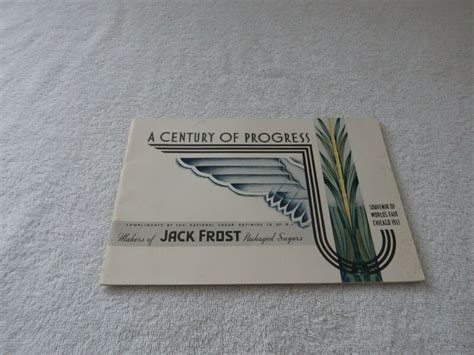 A CENTURY OF PROGRESS
SOUVENIR OF
WORLDS FAIR
CHICAGO 1933
COMPLIMENTS OF THE NATIONAL SUGAR REFINING CO. OF N.J.
Makers of JACK FROST Packaged Sugars